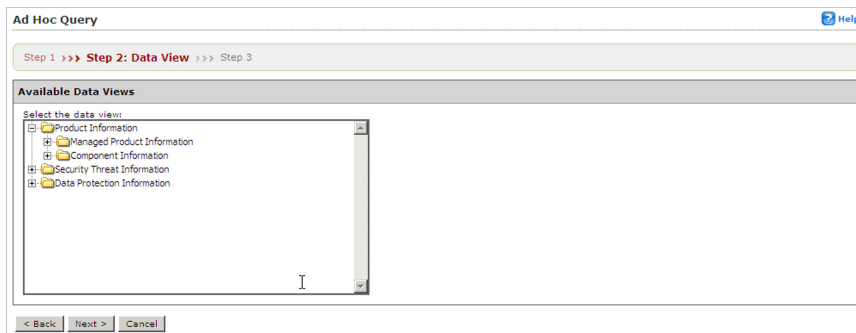 Ad Hoc Query
Help
Step 1 >>> Step 2: Data View >>> Step 3
Available Data Views
Select the data view:
Product Information
Managed Product Information
Component Information
Security Threat Information
Data Protection Information
< Back Next > Cancel